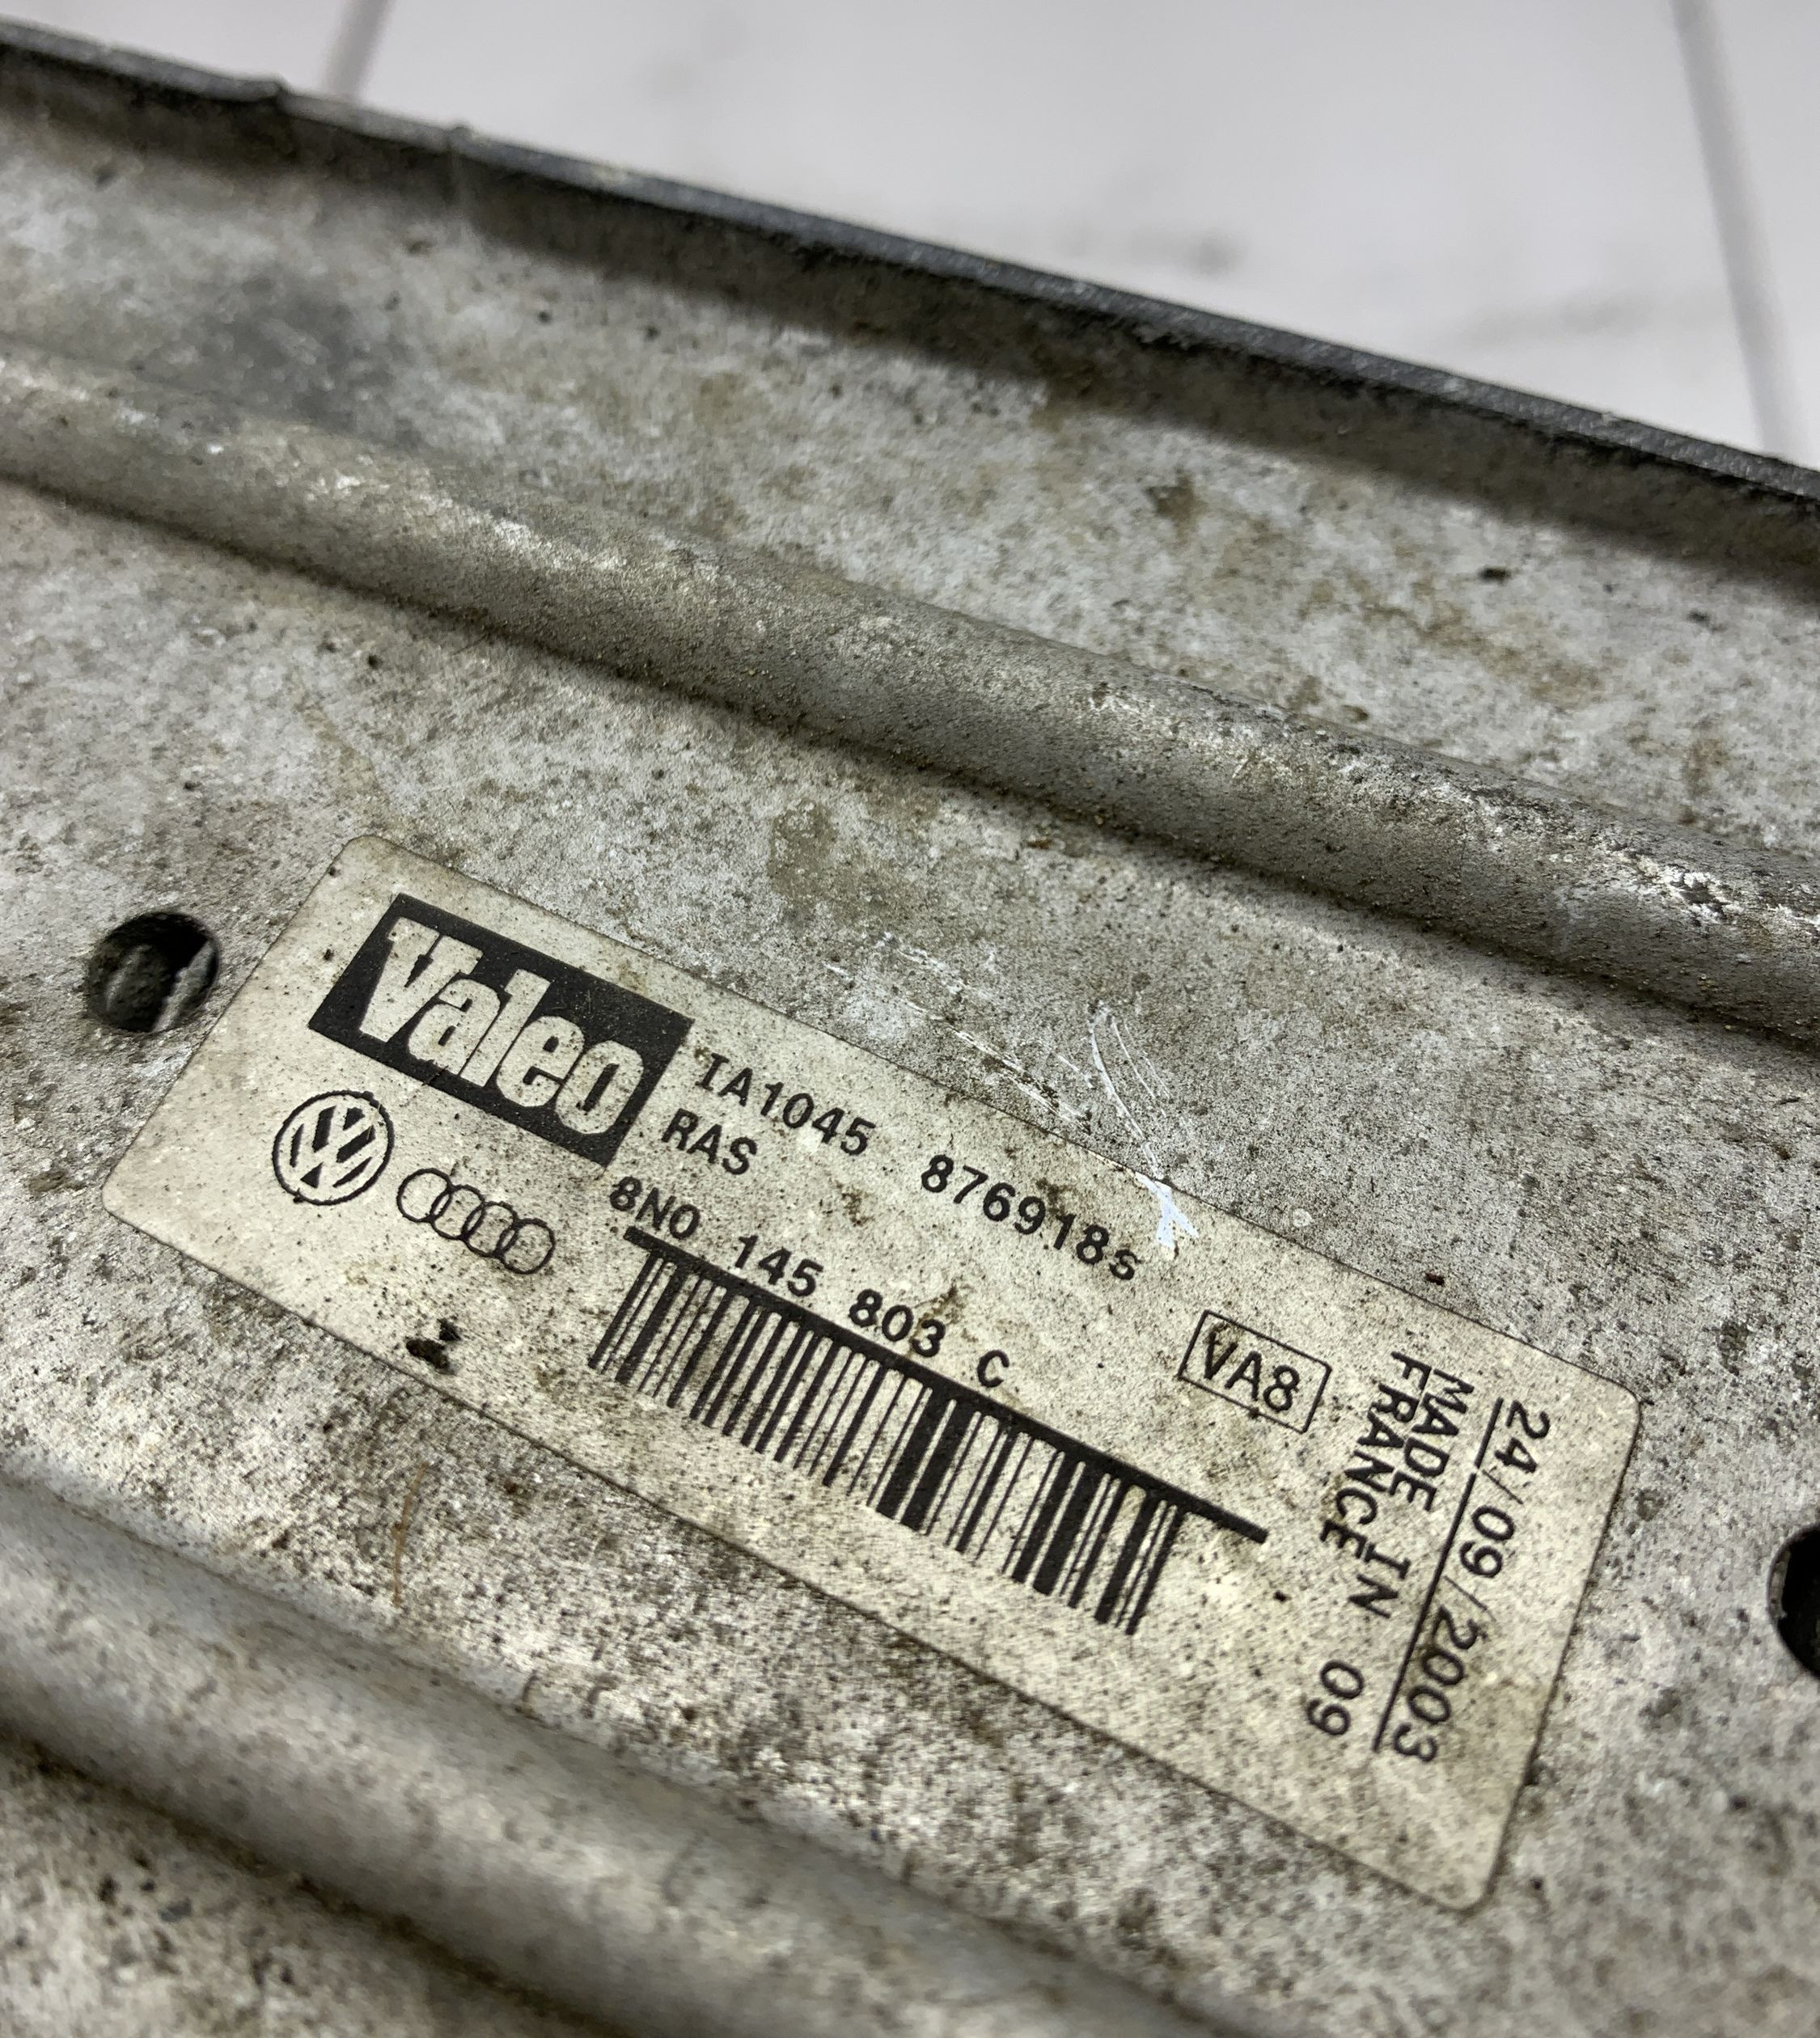 Valeo
IA1045 876918s
RAS
8N0 145 803 C
VA8
24/09/2003
MADE IN
FRANCE 09